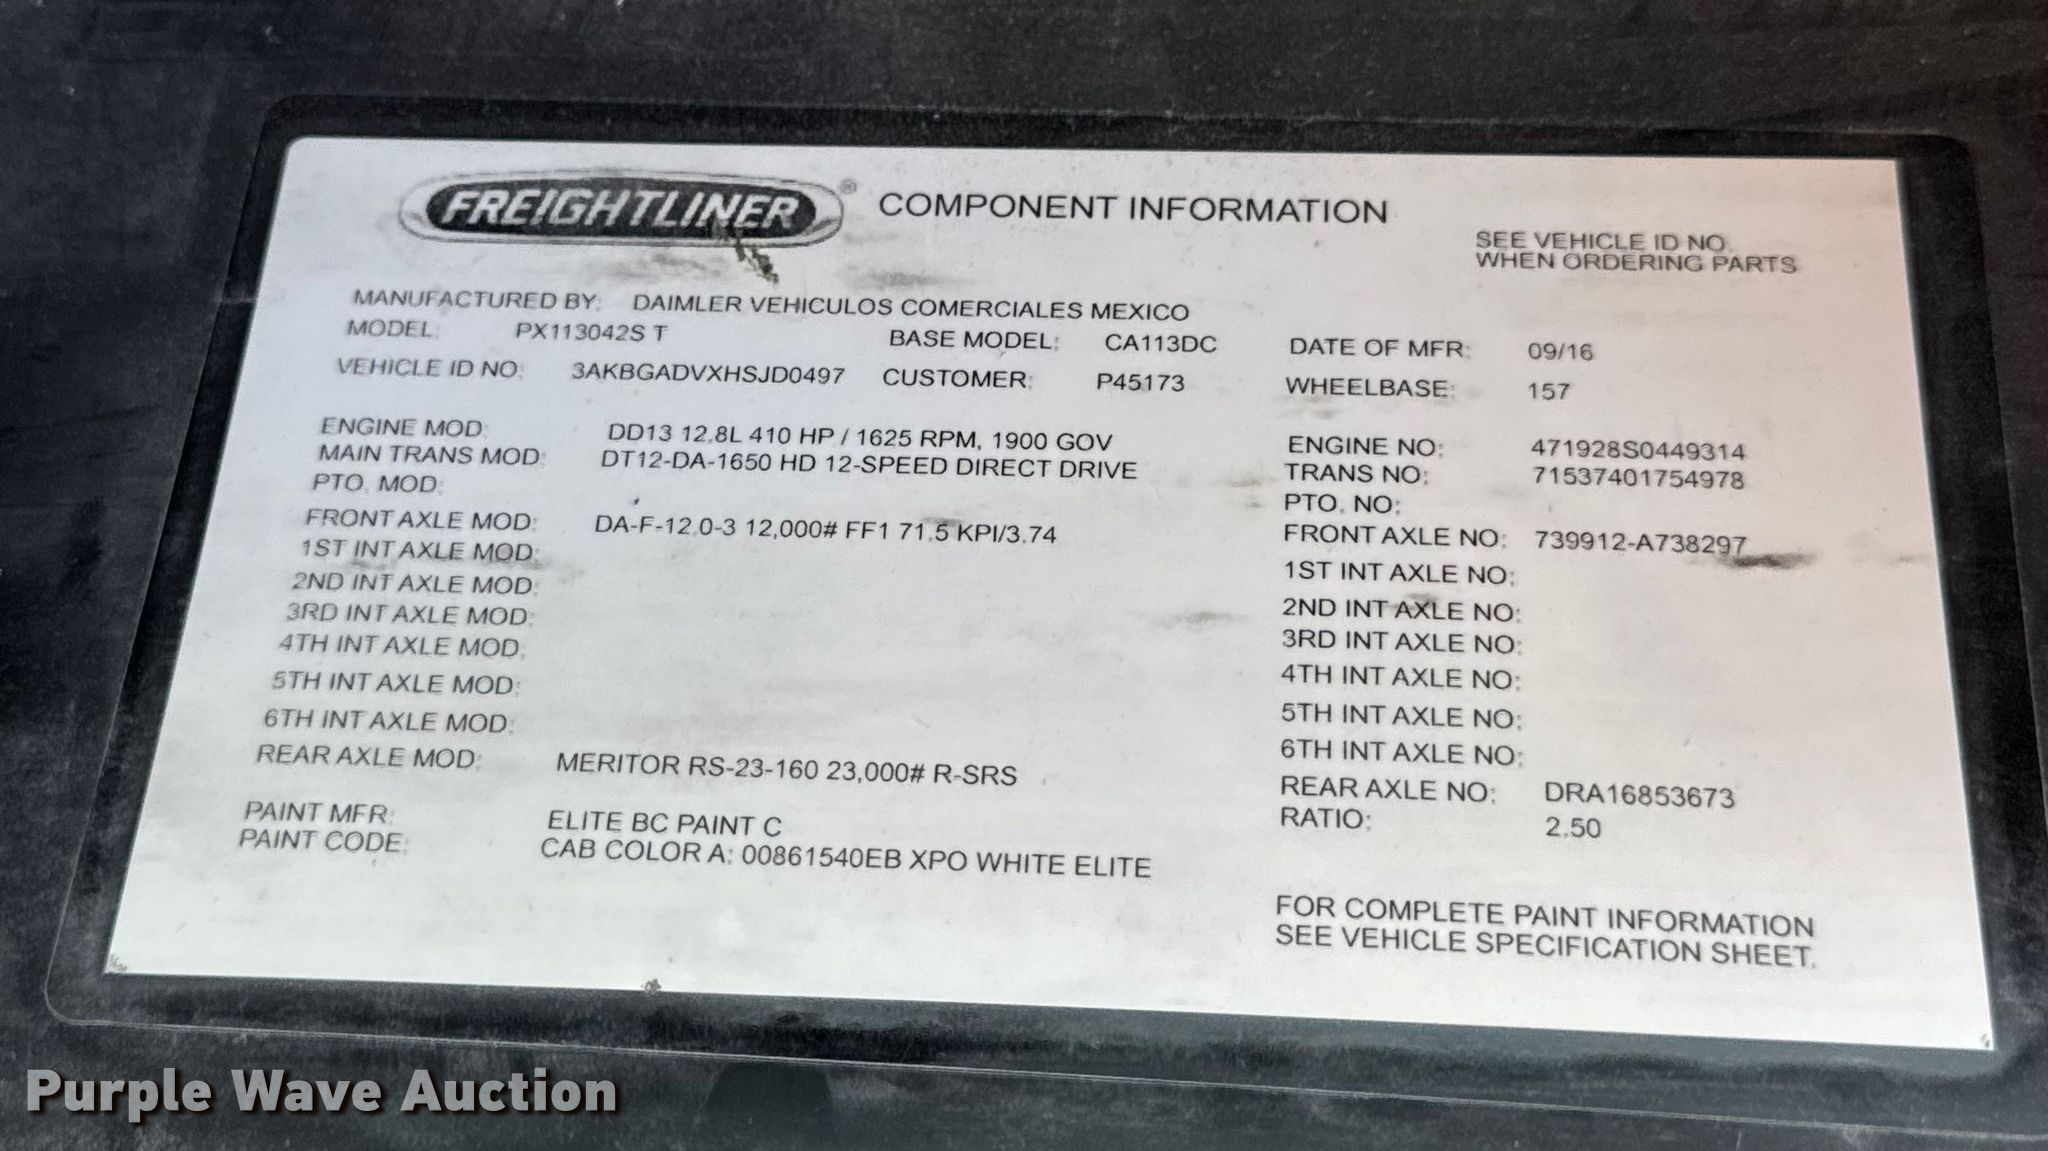 FREIGHTLINER® COMPONENT INFORMATION
SEE VEHICLE ID NO.
WHEN ORDERING PARTS
MANUFACTURED BY: DAIMLER VEHICULOS COMERCIALES MEXICO
MODEL: PX113042S T BASE MODEL: CA113DC DATE OF MFR: 09/16
VEHICLE ID NO: 3AKBGADVXHSJD0497 CUSTOMER: P45173 WHEELBASE: 157
ENGINE MOD: DD13 12.8L 410 HP / 1625 RPM, 1900 GOV ENGINE NO: 471928S0449314
MAIN TRANS MOD: DT12-DA-1650 HD 12-SPEED DIRECT DRIVE TRANS NO: 71537401754978
PTO. MOD: PTO. NO:
FRONT AXLE MOD: DA-F-12.0-3 12,000# FF1 71.5 KPI/3.74 FRONT AXLE NO: 739912-A738297
1ST INT AXLE MOD: 1ST INT AXLE NO:
2ND INT AXLE MOD: 2ND INT AXLE NO:
3RD INT AXLE MOD: 3RD INT AXLE NO:
4TH INT AXLE MOD: 4TH INT AXLE NO:
5TH INT AXLE MOD: 5TH INT AXLE NO:
6TH INT AXLE MOD: 6TH INT AXLE NO:
REAR AXLE MOD: MERITOR RS-23-160 23,000# R-SRS REAR AXLE NO: DRA16853673
RATIO: 2.50
PAINT MFR: ELITE BC PAINT C
PAINT CODE: CAB COLOR A: 00861540EB XPO WHITE ELITE
FOR COMPLETE PAINT INFORMATION
SEE VEHICLE SPECIFICATION SHEET.
Purple Wave Auction